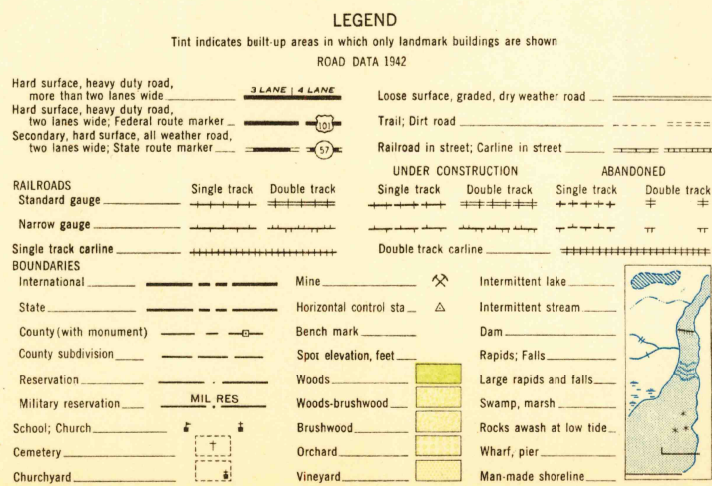 LEGEND
Tint indicates built-up areas in which only landmark buildings are shown
ROAD DATA 1942
Hard surface, heavy duty road,
more than two lanes wide
3 LANE | 4 LANE
Hard surface, heavy duty road,
two lanes wide; Federal route marker
101
Secondary, hard surface, all weather road,
two lanes wide; State route marker
57
Loose surface, graded, dry weather road
Trail; Dirt road
Railroad in street; Carline in street
UNDER CONSTRUCTION ABANDONED
RAILROADS Single track Double track Single track Double track Single track Double track
Standard gauge
Narrow gauge
Single track carline Double track carline
BOUNDARIES
International
State
County (with monument)
County subdivision
Reservation
Military reservation MIL RES
School; Church
Cemetery
Churchyard
Mine
Horizontal control sta
Bench mark
Spot elevation, feet
Woods
Woods-brushwood
Brushwood
Orchard
Vineyard
Intermittent lake
Intermittent stream
Dam
Rapids; Falls
Large rapids and falls
Swamp, marsh
Rocks awash at low tide
Wharf, pier
Man-made shoreline